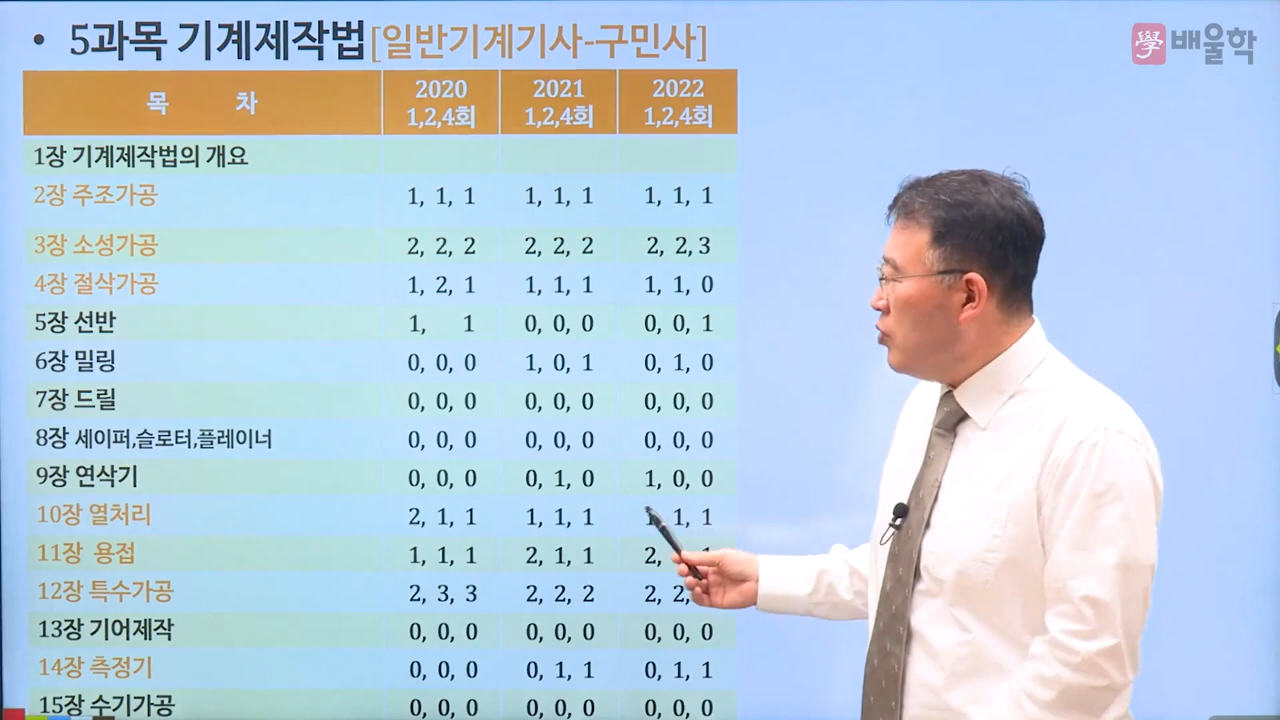 • 5과목 기계제작법[일반기계기사-구민사]
學 배울학
목 차 2020 1,2,4회 2021 1,2,4회 2022 1,2,4회
1장 기계제작법의 개요
2장 주조가공 1, 1, 1 1, 1, 1 1, 1, 1
3장 소성가공 2, 2, 2 2, 2, 2 2, 2, 3
4장 절삭가공 1, 2, 1 1, 1, 1 1, 1, 0
5장 선반 1, 1 0, 0, 0 0, 0, 1
6장 밀링 0, 0, 0 1, 0, 1 0, 1, 0
7장 드릴 0, 0, 0 0, 0, 0 0, 0, 0
8장 세이퍼,슬로터,플레이너 0, 0, 0 0, 0, 0 0, 0, 0
9장 연삭기 0, 0, 0 0, 1, 0 1, 0, 0
10장 열처리 2, 1, 1 1, 1, 1 1, 1
11장 용접 1, 1, 1 2, 1, 1 2,
12장 특수가공 2, 3, 3 2, 2, 2 2, 2,
13장 기어제작 0, 0, 0 0, 0, 0 0, 0, 0
14장 측정기 0, 0, 0 0, 1, 1 0, 1, 1
15장 수기가공 0, 0, 0 0, 0, 0 0, 0, 0